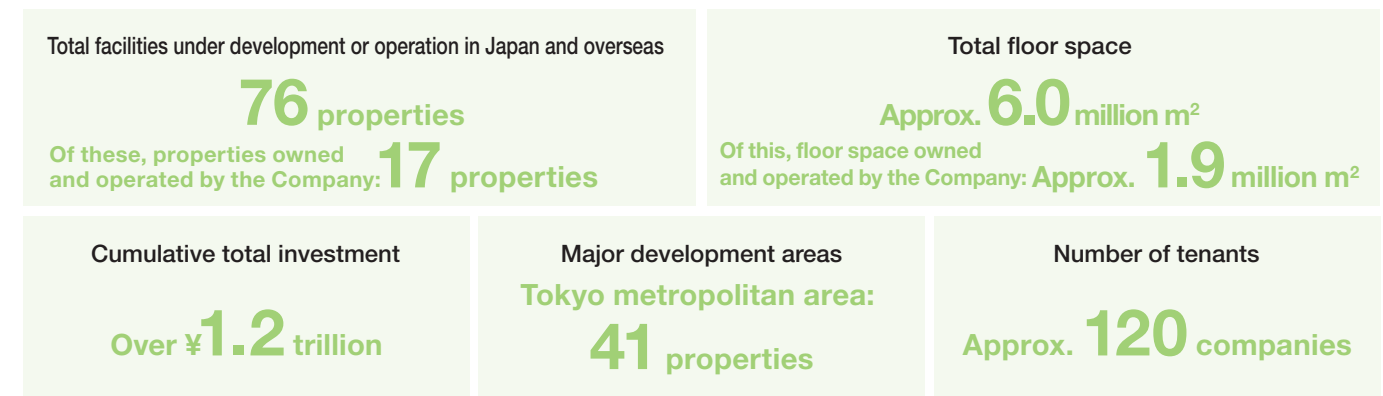 Total facilities under development or operation in Japan and overseas
76 properties
Of these, properties owned
and operated by the Company: 17 properties
Total floor space
Approx. 6.0 million m²
Of this, floor space owned
and operated by the Company: Approx. 1.9 million m²
Cumulative total investment
Over ¥1.2 trillion
Major development areas
Tokyo metropolitan area:
41 properties
Number of tenants
Approx. 120 companies